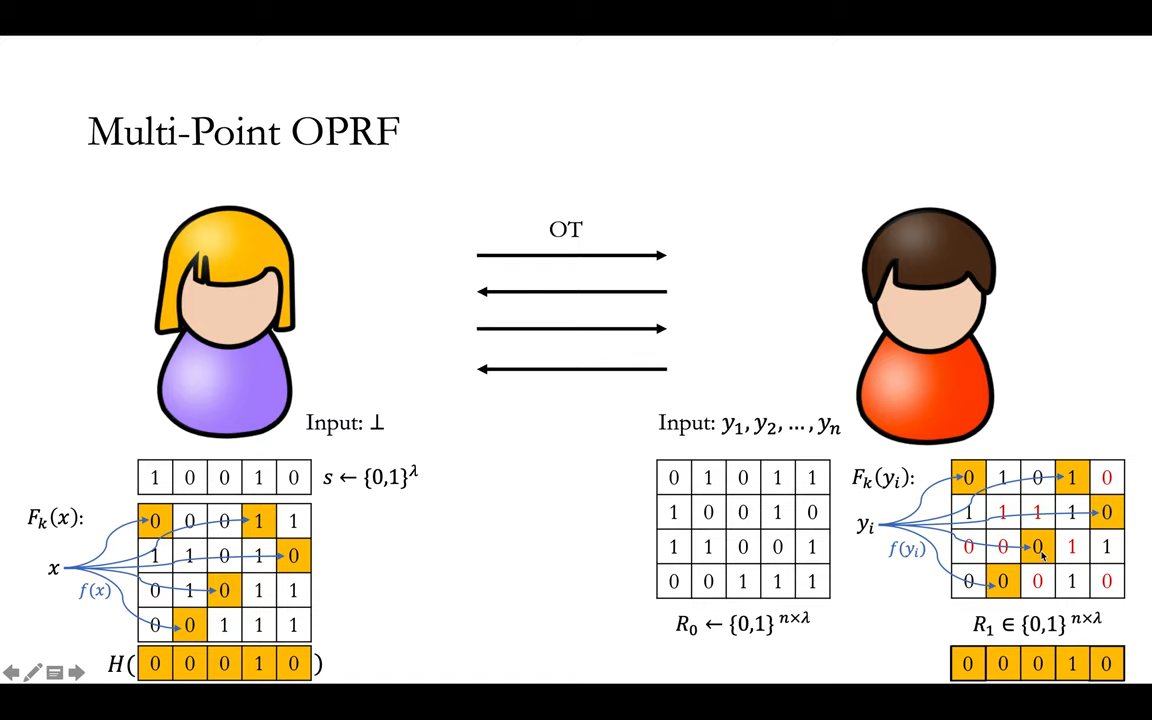 Multi-Point OPRF
OT
Input: ⊥
Input: y₁, y₂, … , yₙ
1 0 0 1 0
s ← {0,1}^λ
F_k(x):
0 0 0 1 1
1 1 0 1 0
0 1 0 1 1
0 0 1 1 1
x
f(x)
H( 0 0 0 1 0 )
0 1 0 1 1
1 0 0 1 0
1 1 0 0 1
0 0 1 1 1
R₀ ← {0,1}^{n×λ}
F_k(y_i):
y_i
f(y_i)
0 1 0 1 0
1 1 1 1 0
0 0 0 1 1
0 0 0 1 0
R₁ ∈ {0,1}^{n×λ}
0 0 0 1 0